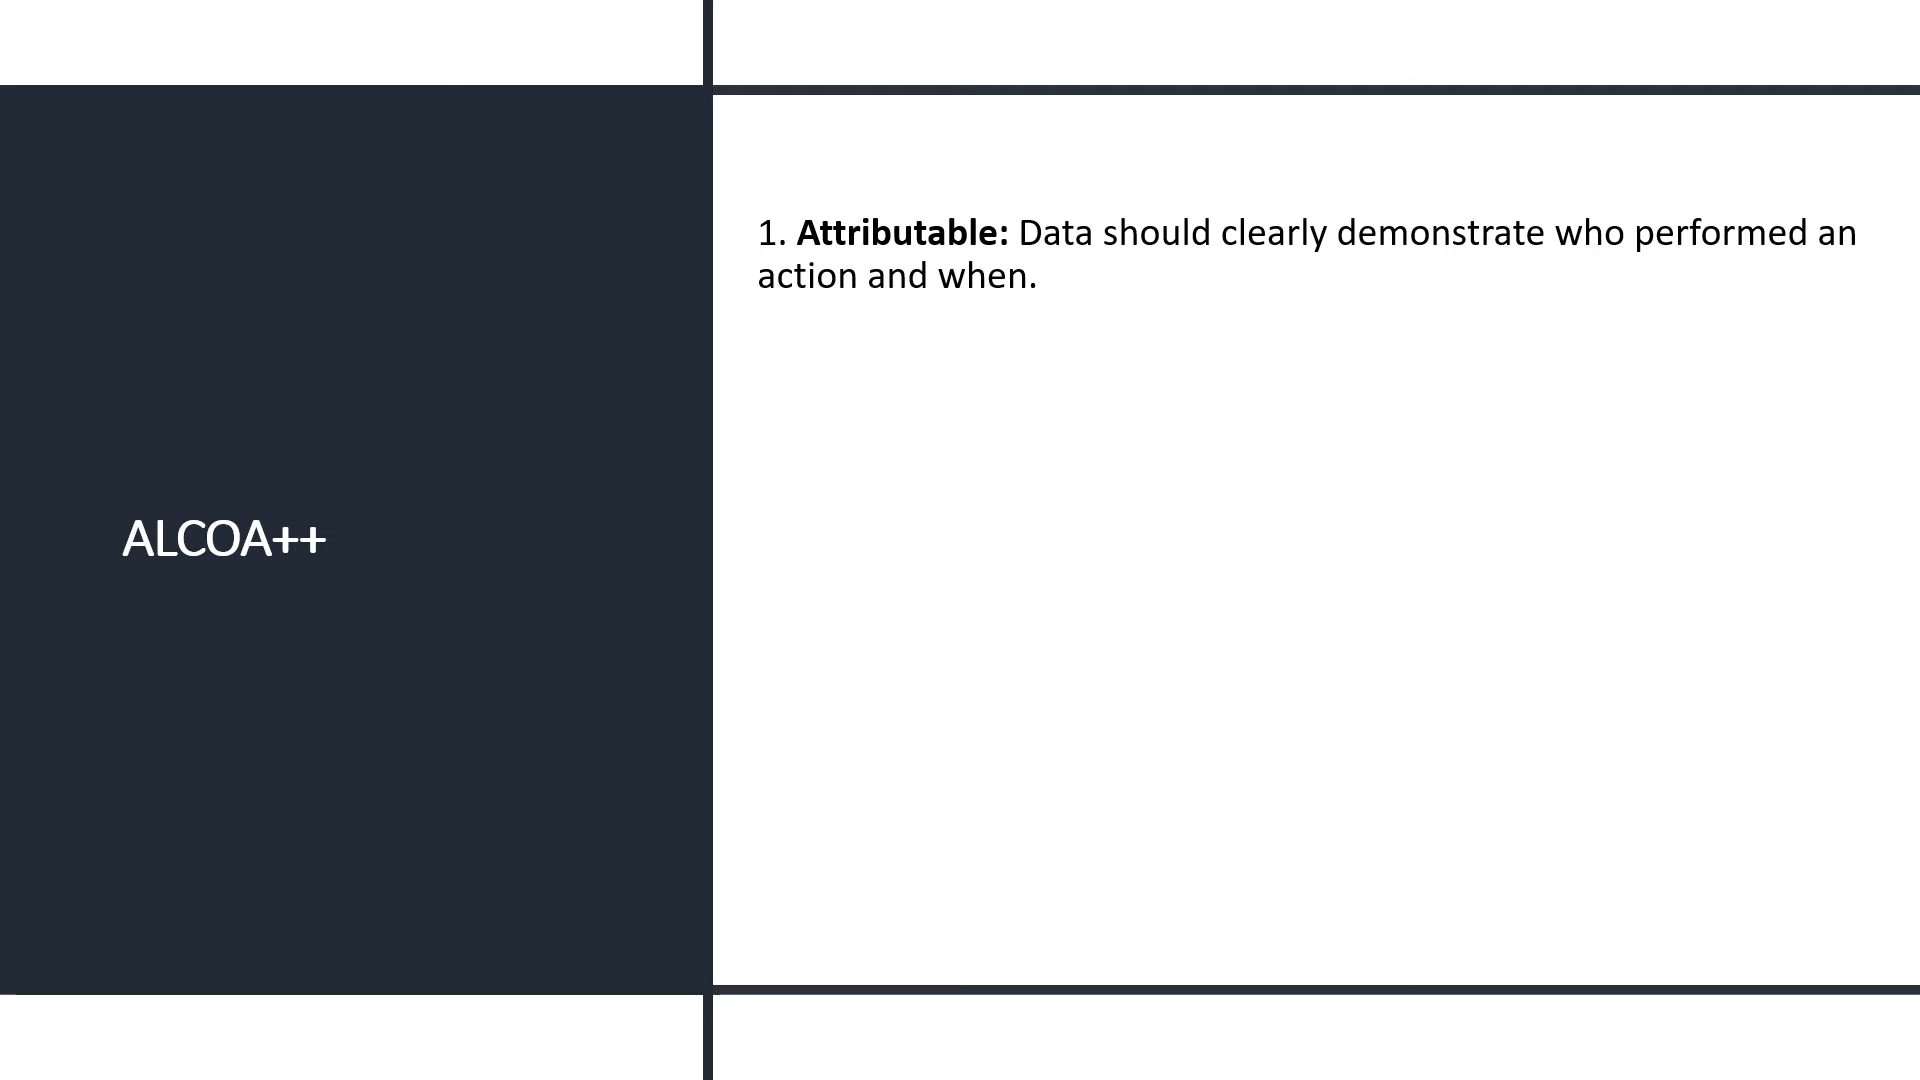 ALCOA++
1. Attributable: Data should clearly demonstrate who performed an
action and when.